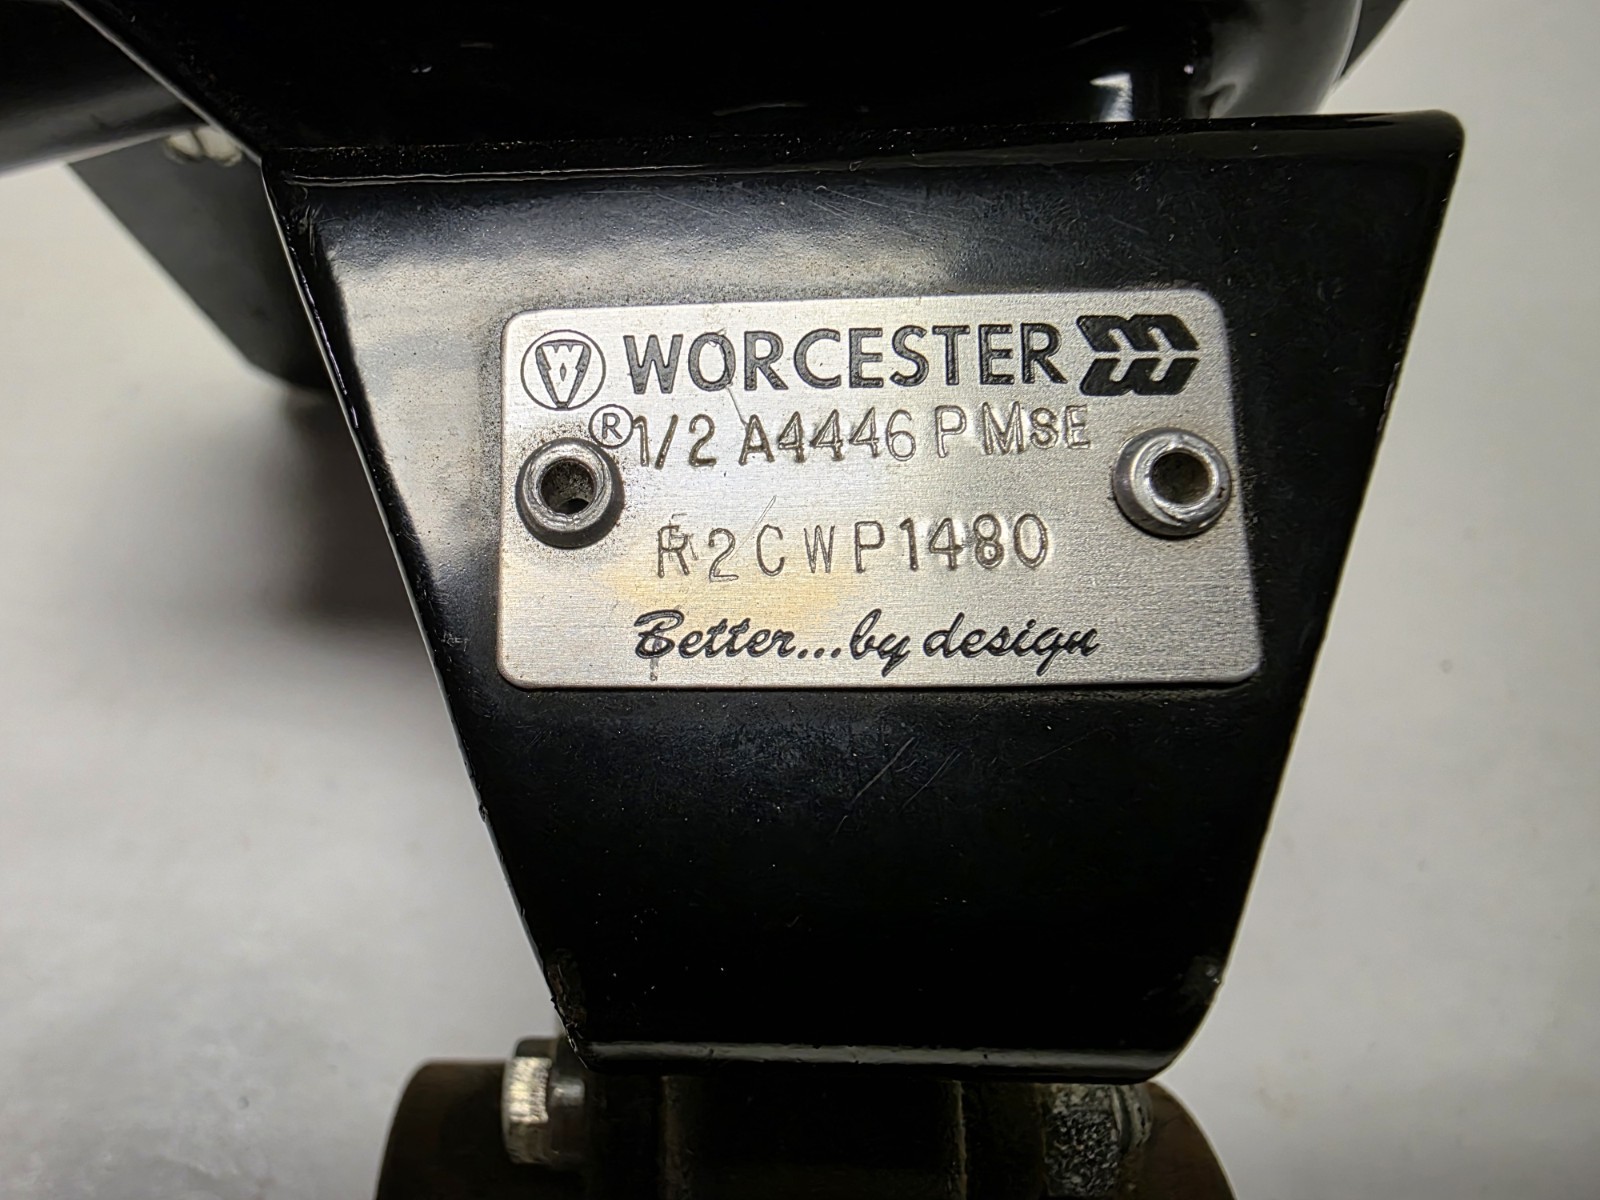 WORCESTER
® 1/2 A4446 P MSE
R2CWP1480
Better...by design